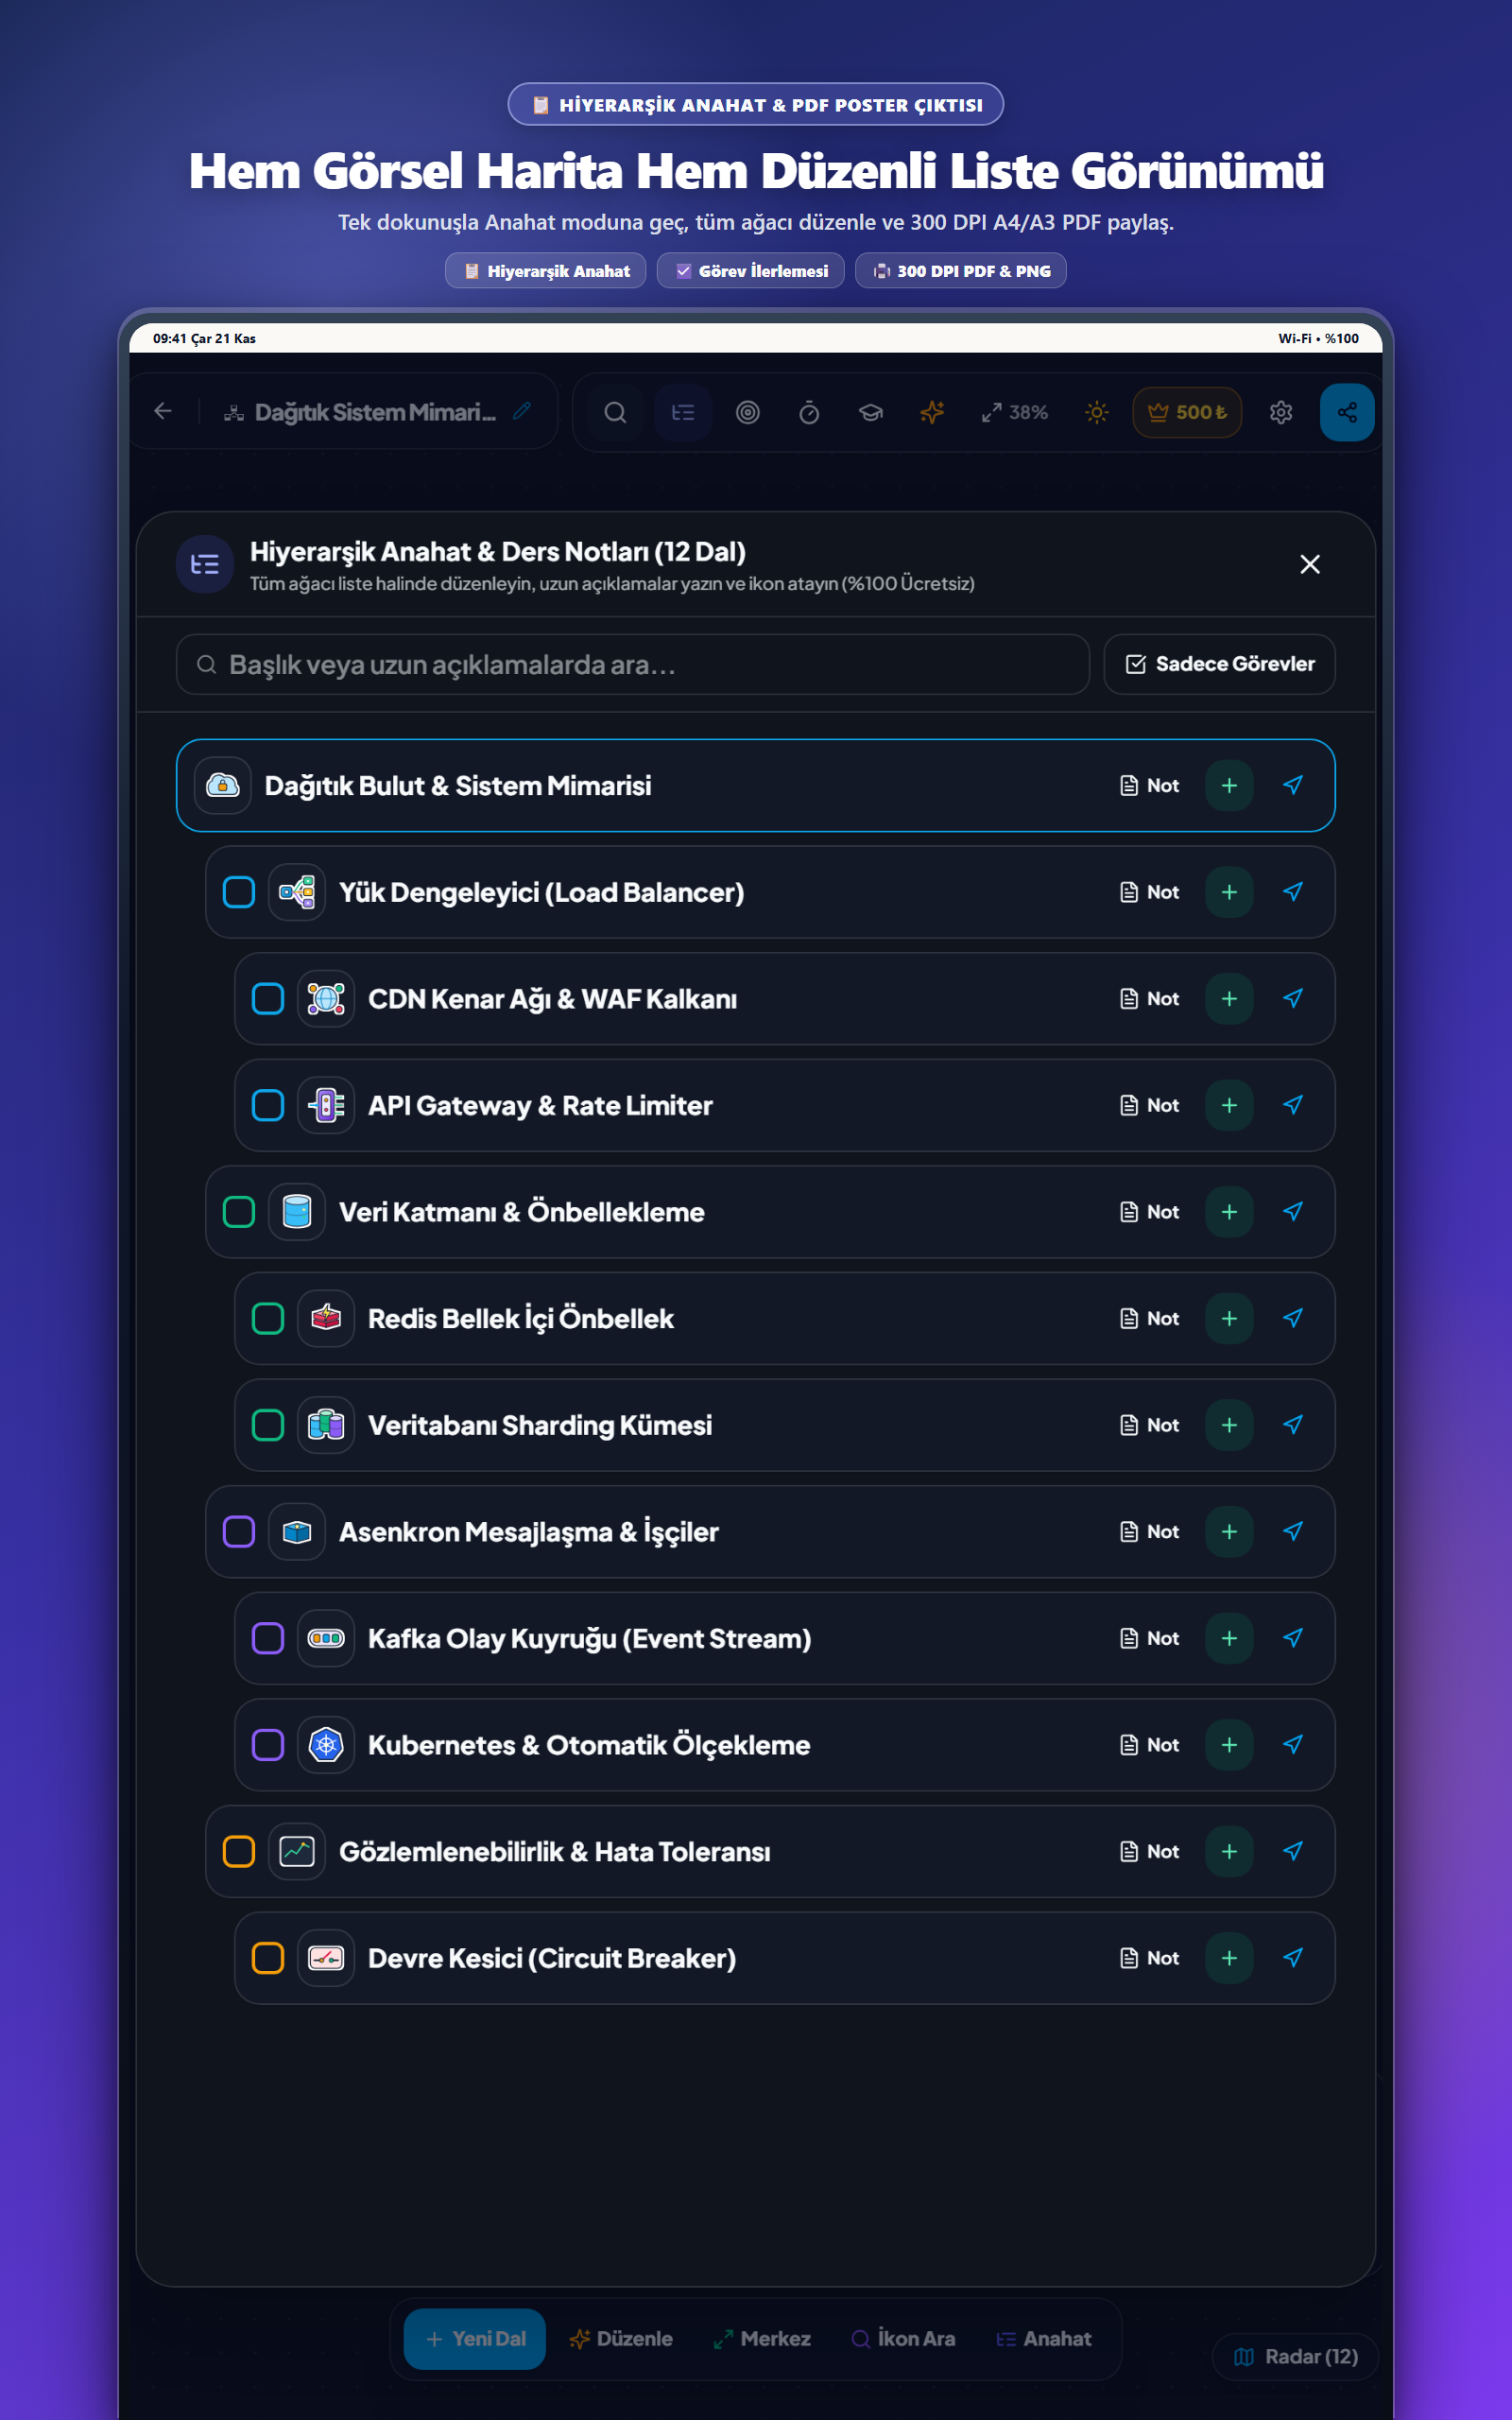 HİYERARŞİK ANAHAT & PDF POSTER ÇIKTISI
Hem Görsel Harita Hem Düzenli Liste Görünümü
Tek dokunuşla Anahat moduna geç, tüm ağacı düzenle ve 300 DPI A4/A3 PDF paylaş.
Hiyerarşik Anahat
Görev İlerlemesi
300 DPI PDF & PNG
09:41 Çar 21 Kas
Wi-Fi • %100
Dağıtık Sistem Mimari...
38%
500 ₺
Hiyerarşik Anahat & Ders Notları (12 Dal)
Tüm ağacı liste halinde düzenleyin, uzun açıklamalar yazın ve ikon atayın (%100 Ücretsiz)
Başlık veya uzun açıklamalarda ara...
Sadece Görevler
Dağıtık Bulut & Sistem Mimarisi
Not
Yük Dengeleyici (Load Balancer)
Not
CDN Kenar Ağı & WAF Kalkanı
Not
API Gateway & Rate Limiter
Not
Veri Katmanı & Önbellekleme
Not
Redis Bellek İçi Önbellek
Not
Veritabanı Sharding Kümesi
Not
Asenkron Mesajlaşma & İşçiler
Not
Kafka Olay Kuyruğu (Event Stream)
Not
Kubernetes & Otomatik Ölçekleme
Not
Gözlemlenebilirlik & Hata Toleransı
Not
Devre Kesici (Circuit Breaker)
Not
Yeni Dal
Düzenle
Merkez
İkon Ara
Anahat
Radar (12)